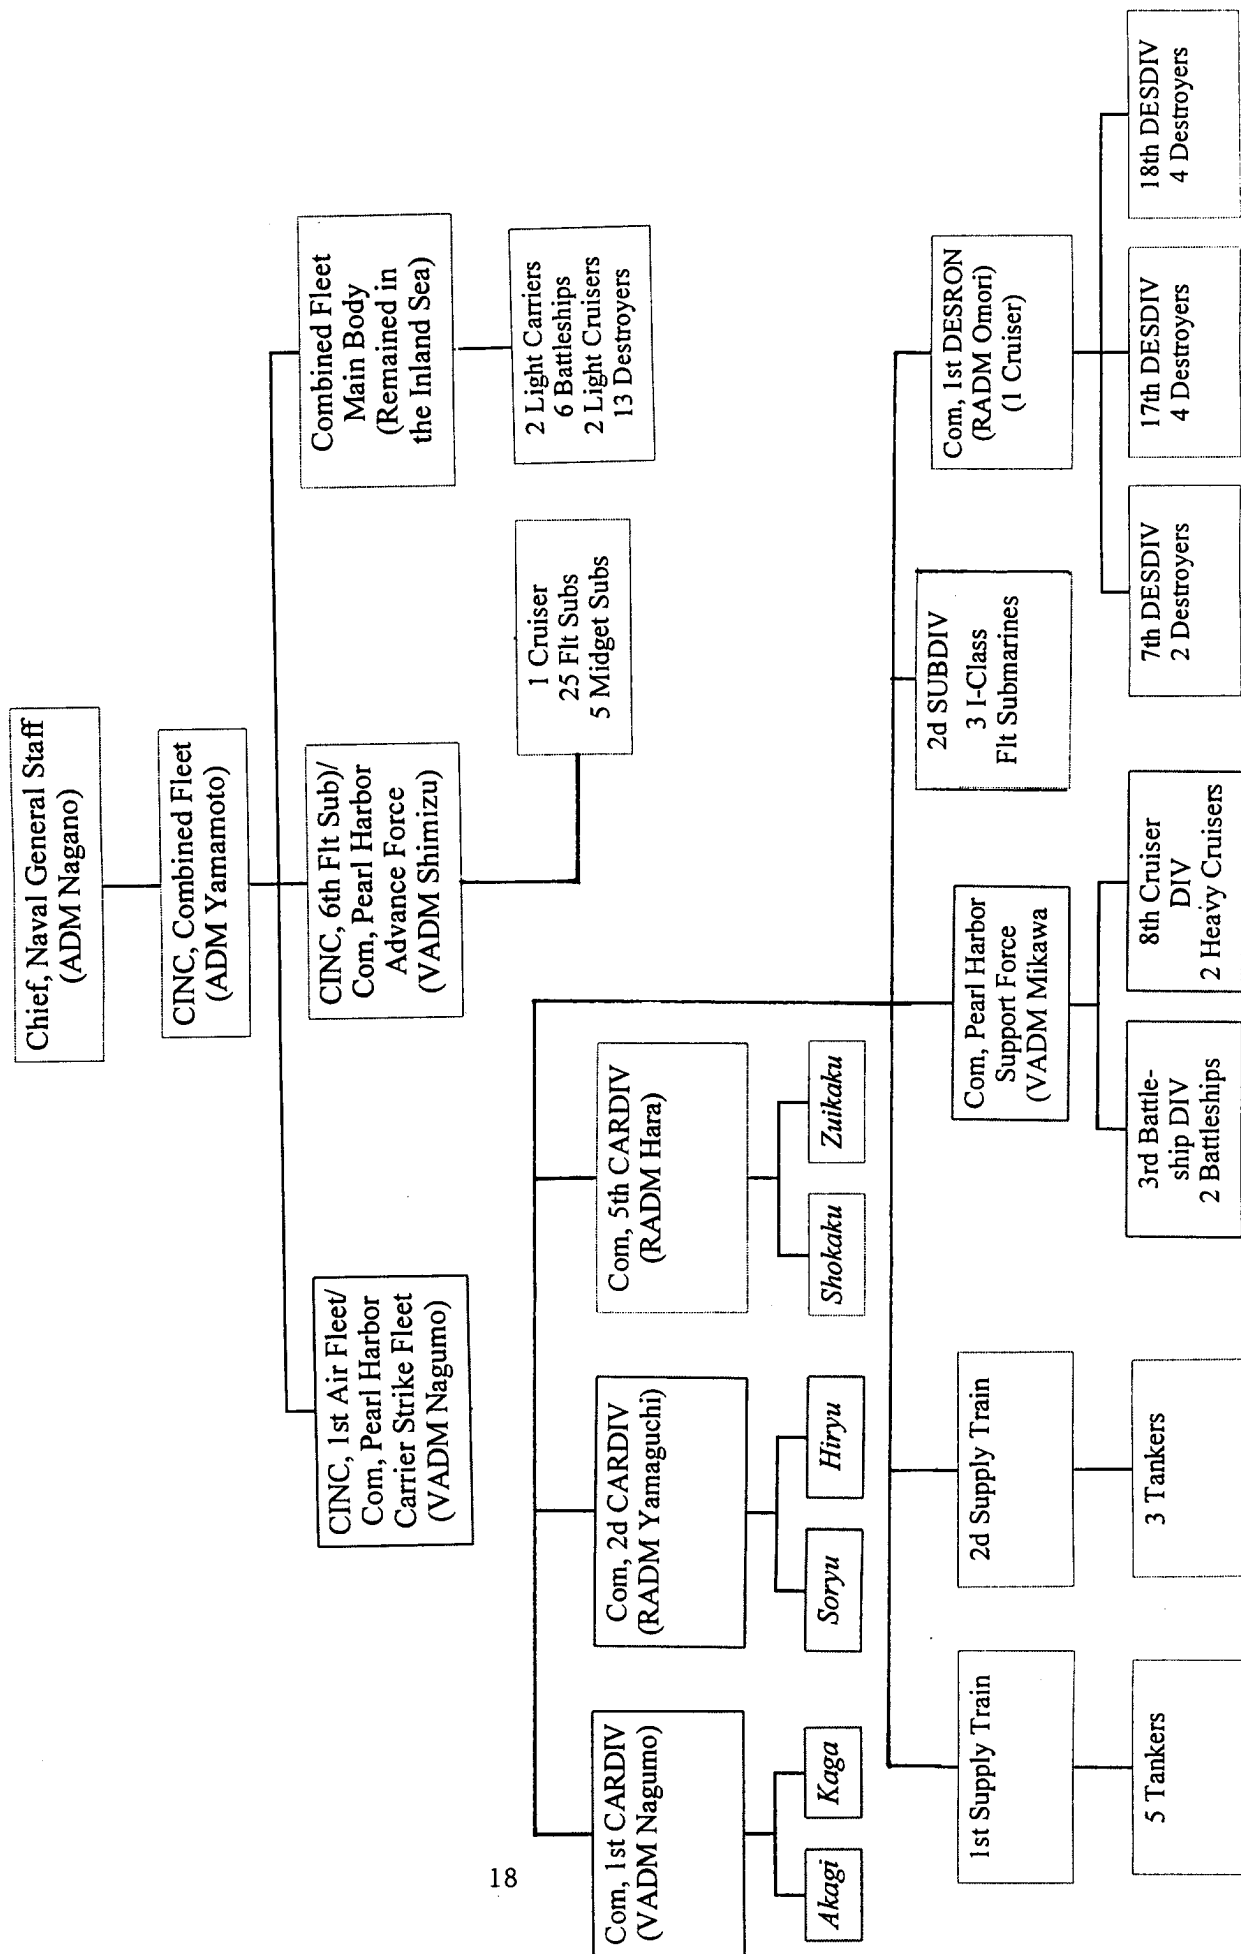 Chief, Naval General Staff
(ADM Nagano)
CINC, Combined Fleet
(ADM Yamamoto)
CINC, 1st Air Fleet/
Com, Pearl Harbor
Carrier Strike Fleet
(VADM Nagumo)
CINC, 6th Flt Sub)/
Com, Pearl Harbor
Advance Force
(VADM Shimizu)
Combined Fleet
Main Body
(Remained in
the Inland Sea)
1 Cruiser
25 Flt Subs
5 Midget Subs
2 Light Carriers
6 Battleships
2 Light Cruisers
13 Destroyers
Com, 1st CARDIV
(VADM Nagumo)
Com, 2d CARDIV
(RADM Yamaguchi)
Com, 5th CARDIV
(RADM Hara)
Akagi
Kaga
Soryu
Hiryu
Shokaku
Zuikaku
1st Supply Train
2d Supply Train
Com, Pearl Harbor
Support Force
(VADM Mikawa)
2d SUBDIV
3 I-Class
Flt Submarines
Com, 1st DESRON
(RADM Omori)
(1 Cruiser)
5 Tankers
3 Tankers
3rd Battle-
ship DIV
2 Battleships
8th Cruiser
DIV
2 Heavy Cruisers
7th DESDIV
2 Destroyers
17th DESDIV
4 Destroyers
18th DESDIV
4 Destroyers
18